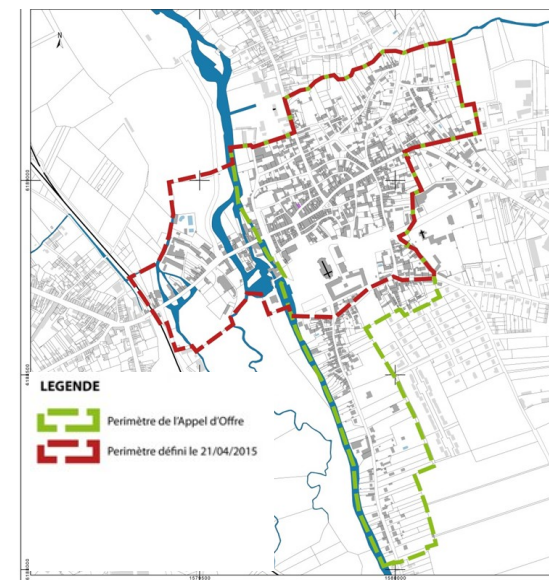 N
LEGENDE
Perimètre de l'Appel d'Offre
Perimètre défini le 21/04/2015